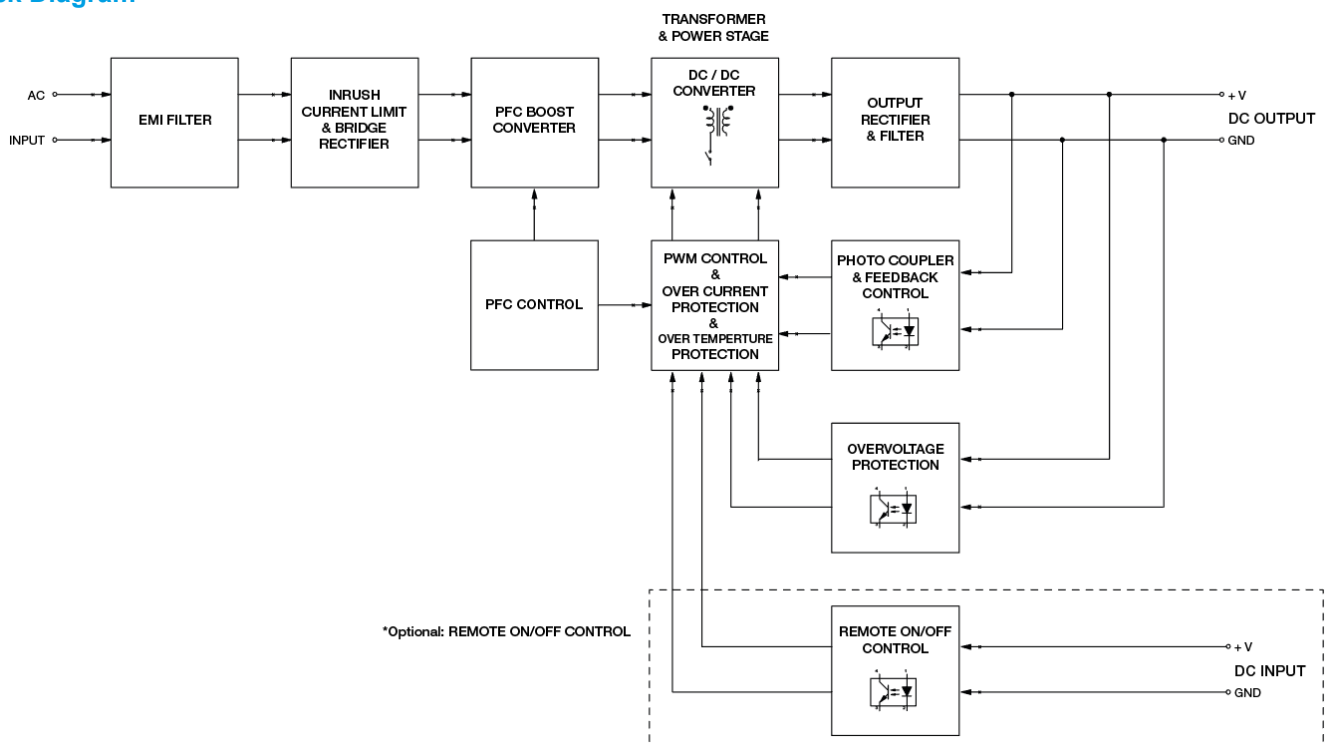 TRANSFORMER
& POWER STAGE
AC
INPUT
EMI FILTER
INRUSH
CURRENT LIMIT
& BRIDGE
RECTIFIER
PFC BOOST
CONVERTER
DC / DC
CONVERTER
OUTPUT
RECTIFIER
& FILTER
+ V
DC OUTPUT
GND
PFC CONTROL
PWM CONTROL
&
OVER CURRENT
PROTECTION
&
OVER TEMPERTURE
PROTECTION
PHOTO COUPLER
& FEEDBACK
CONTROL
OVERVOLTAGE
PROTECTION
*Optional: REMOTE ON/OFF CONTROL
REMOTE ON/OFF
CONTROL
+ V
DC INPUT
GND